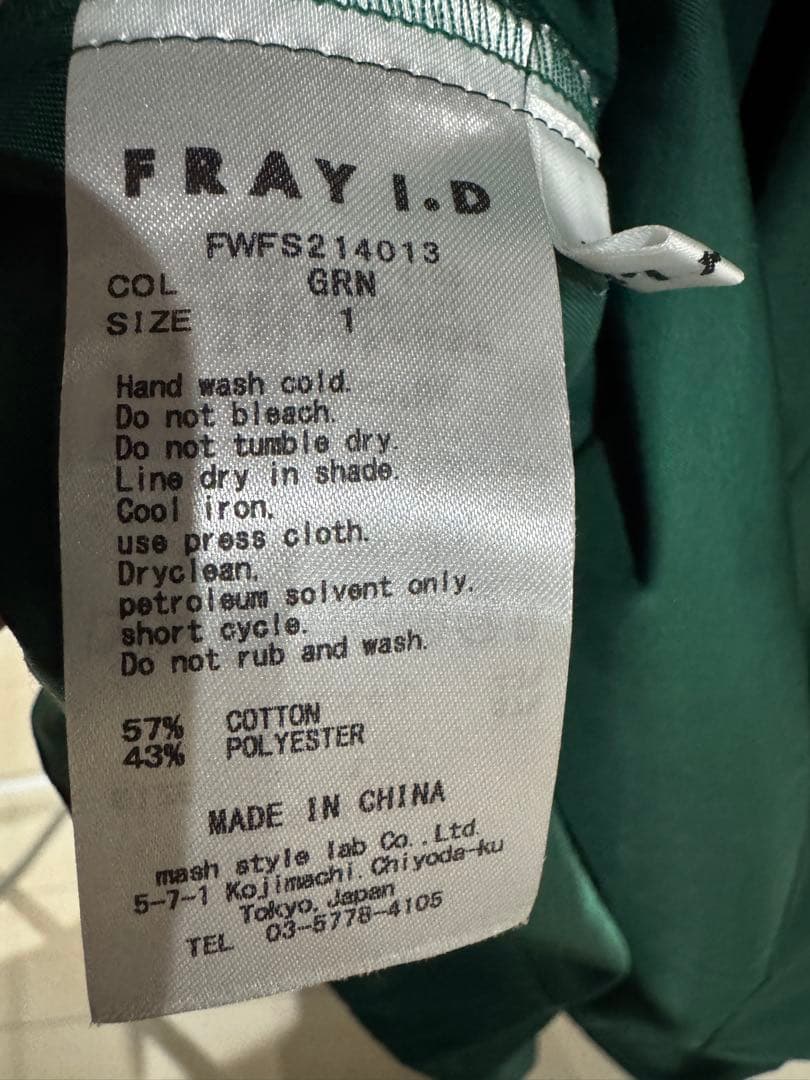 FRAY I.D
FWFS214013
COL GRN
SIZE 1
Hand wash cold.
Do not bleach.
Do not tumble dry.
Line dry in shade.
Cool iron.
use press cloth.
Dryclean.
petroleum solvent only.
short cycle.
Do not rub and wash.
57% COTTON
43% POLYESTER
MADE IN CHINA
mash style lab Co.,Ltd.
5-7-1 Kojimachi. Chiyoda-ku
Tokyo. Japan
TEL 03-5778-4105